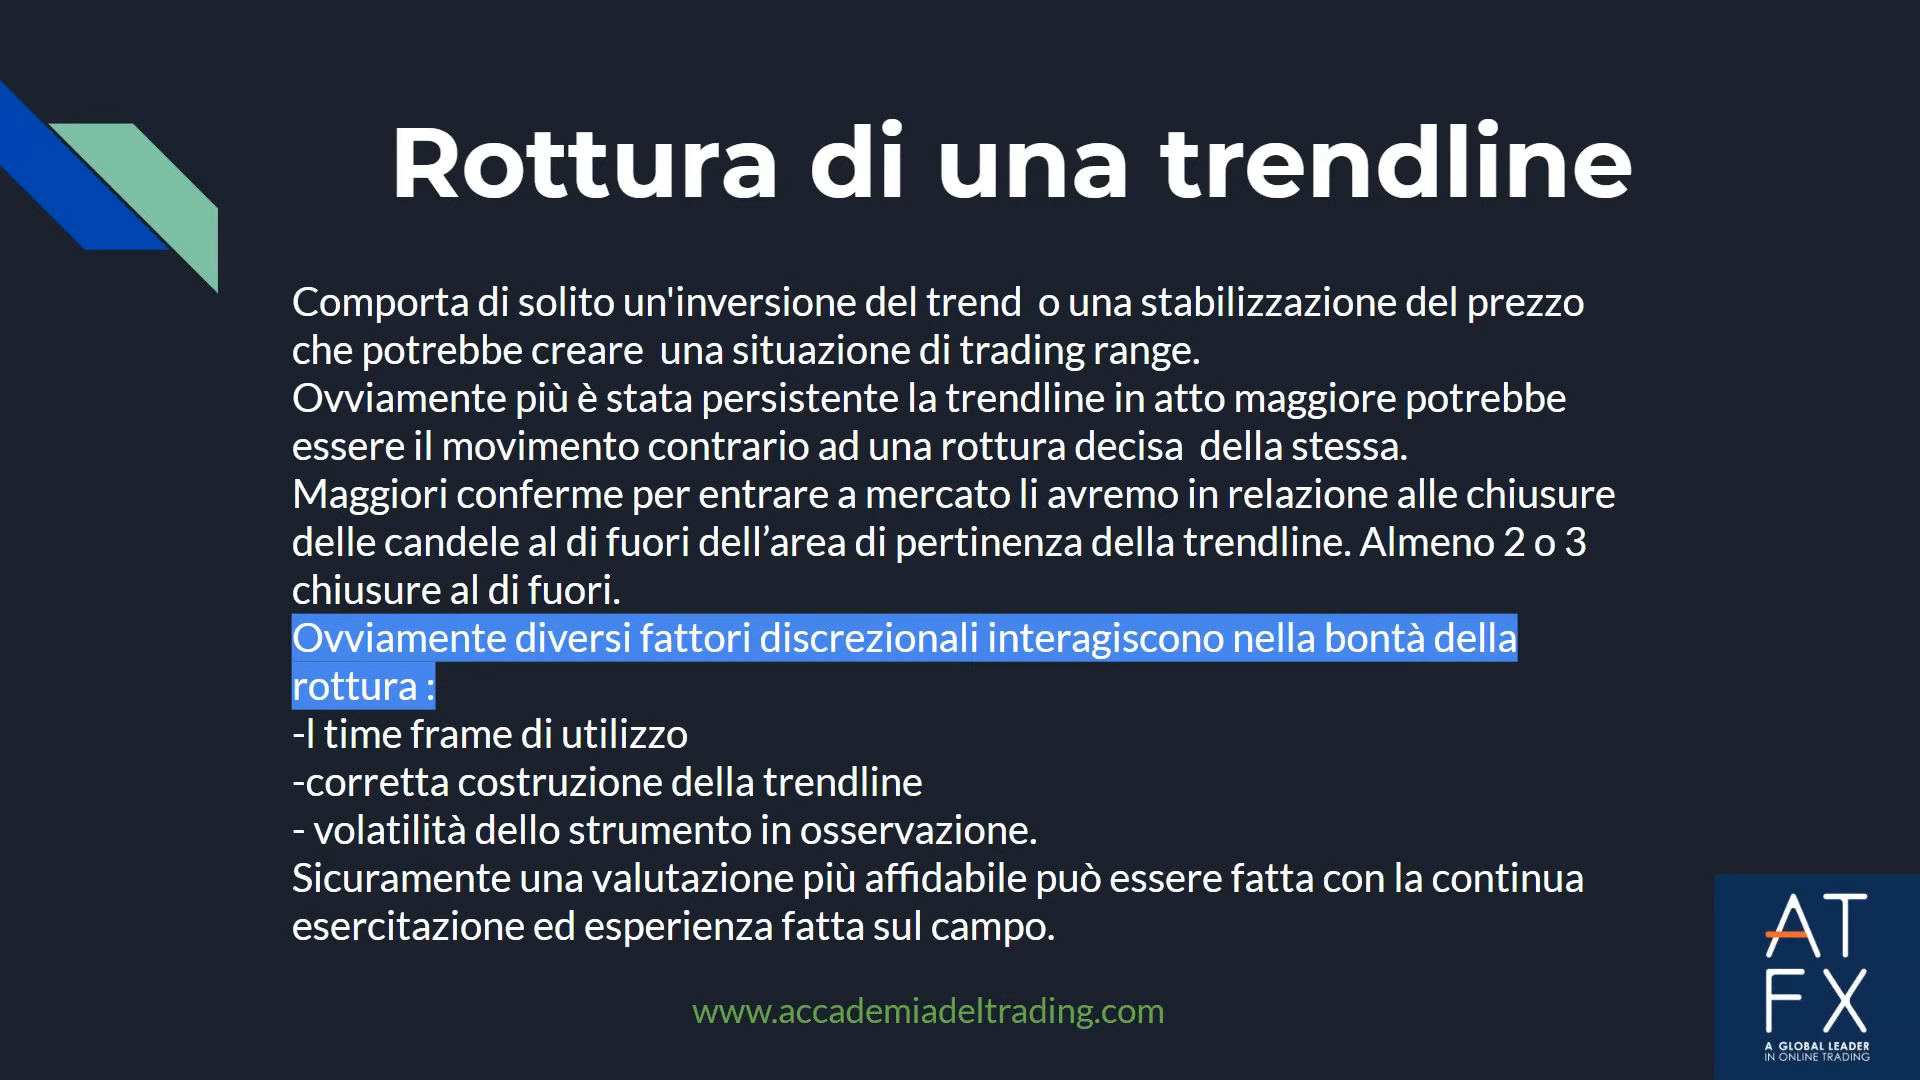 Rottura di una trendline
Comporta di solito un'inversione del trend  o una stabilizzazione del prezzo
che potrebbe creare  una situazione di trading range.
Ovviamente più è stata persistente la trendline in atto maggiore potrebbe
essere il movimento contrario ad una rottura decisa  della stessa.
Maggiori conferme per entrare a mercato li avremo in relazione alle chiusure
delle candele al di fuori dell’area di pertinenza della trendline. Almeno 2 o 3
chiusure al di fuori.
Ovviamente diversi fattori discrezionali interagiscono nella bontà della
rottura :
-l time frame di utilizzo
-corretta costruzione della trendline
- volatilità dello strumento in osservazione.
Sicuramente una valutazione più affidabile può essere fatta con la continua
esercitazione ed esperienza fatta sul campo.
www.accademiadeltrading.com
AT
FX
A GLOBAL LEADER
IN ONLINE TRADING